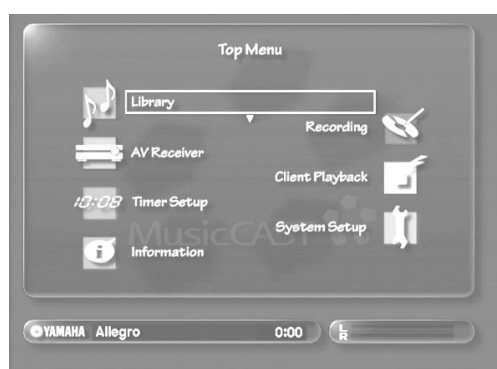 Top Menu
Library
Recording
AV Receiver
Client Playback
10:08 Timer Setup
System Setup
MusicCAST
i Information
YAMAHA Allegro 0:00 L
R